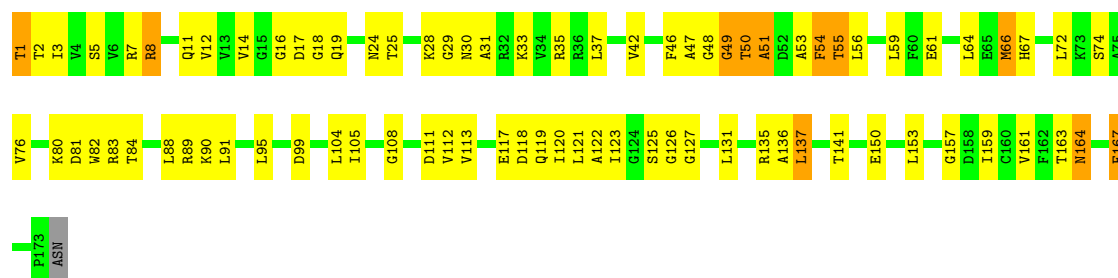 T1 T2 I3 V4 S5 V6 R7 R8 Q11 V12 V13 V14 G15 G16 D17 G18 Q19 N24 T25 K28 G29 N30 A31 R32 K33 V34 R35 R36 L37 V42 F46 A47 G48 G49 T50 A51 D52 A53 F54 T55 L56 L59 F60 E61 L64 E65 M66 H67 L72 K73 S74 A75
V76 K80 D81 W82 R83 T84 L88 R89 K90 L91 L95 D99 L104 I105 G108 D111 V112 V113 E117 D118 Q119 I120 L121 A122 I123 G124 S125 G126 G127 L131 R135 A136 L137 T141 E150 L153 G157 D158 I159 C160 V161 F162 T163 N164
P173 ASN